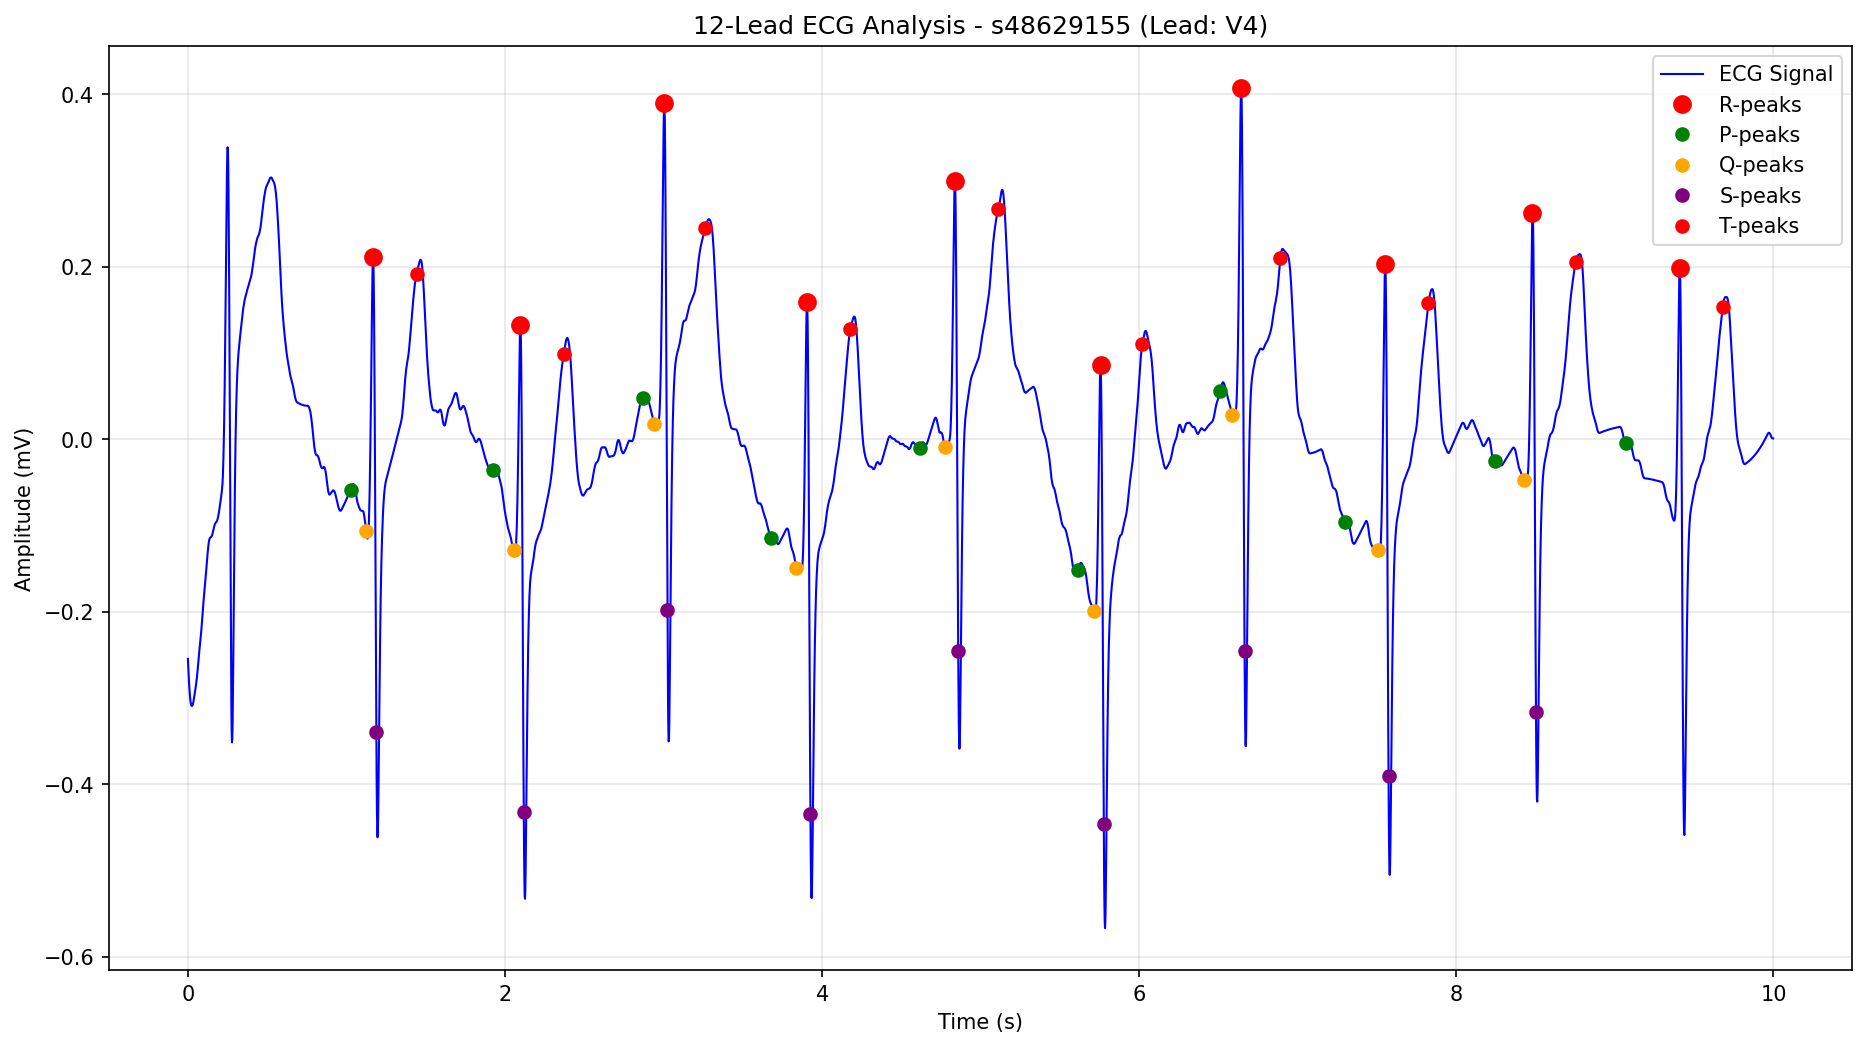 12-Lead ECG Analysis - s48629155 (Lead: V4)
ECG Signal
R-peaks
P-peaks
Q-peaks
S-peaks
T-peaks
Amplitude (mV)
0.4
0.2
0.0
−0.2
−0.4
−0.6
0 2 4 6 8 10
Time (s)